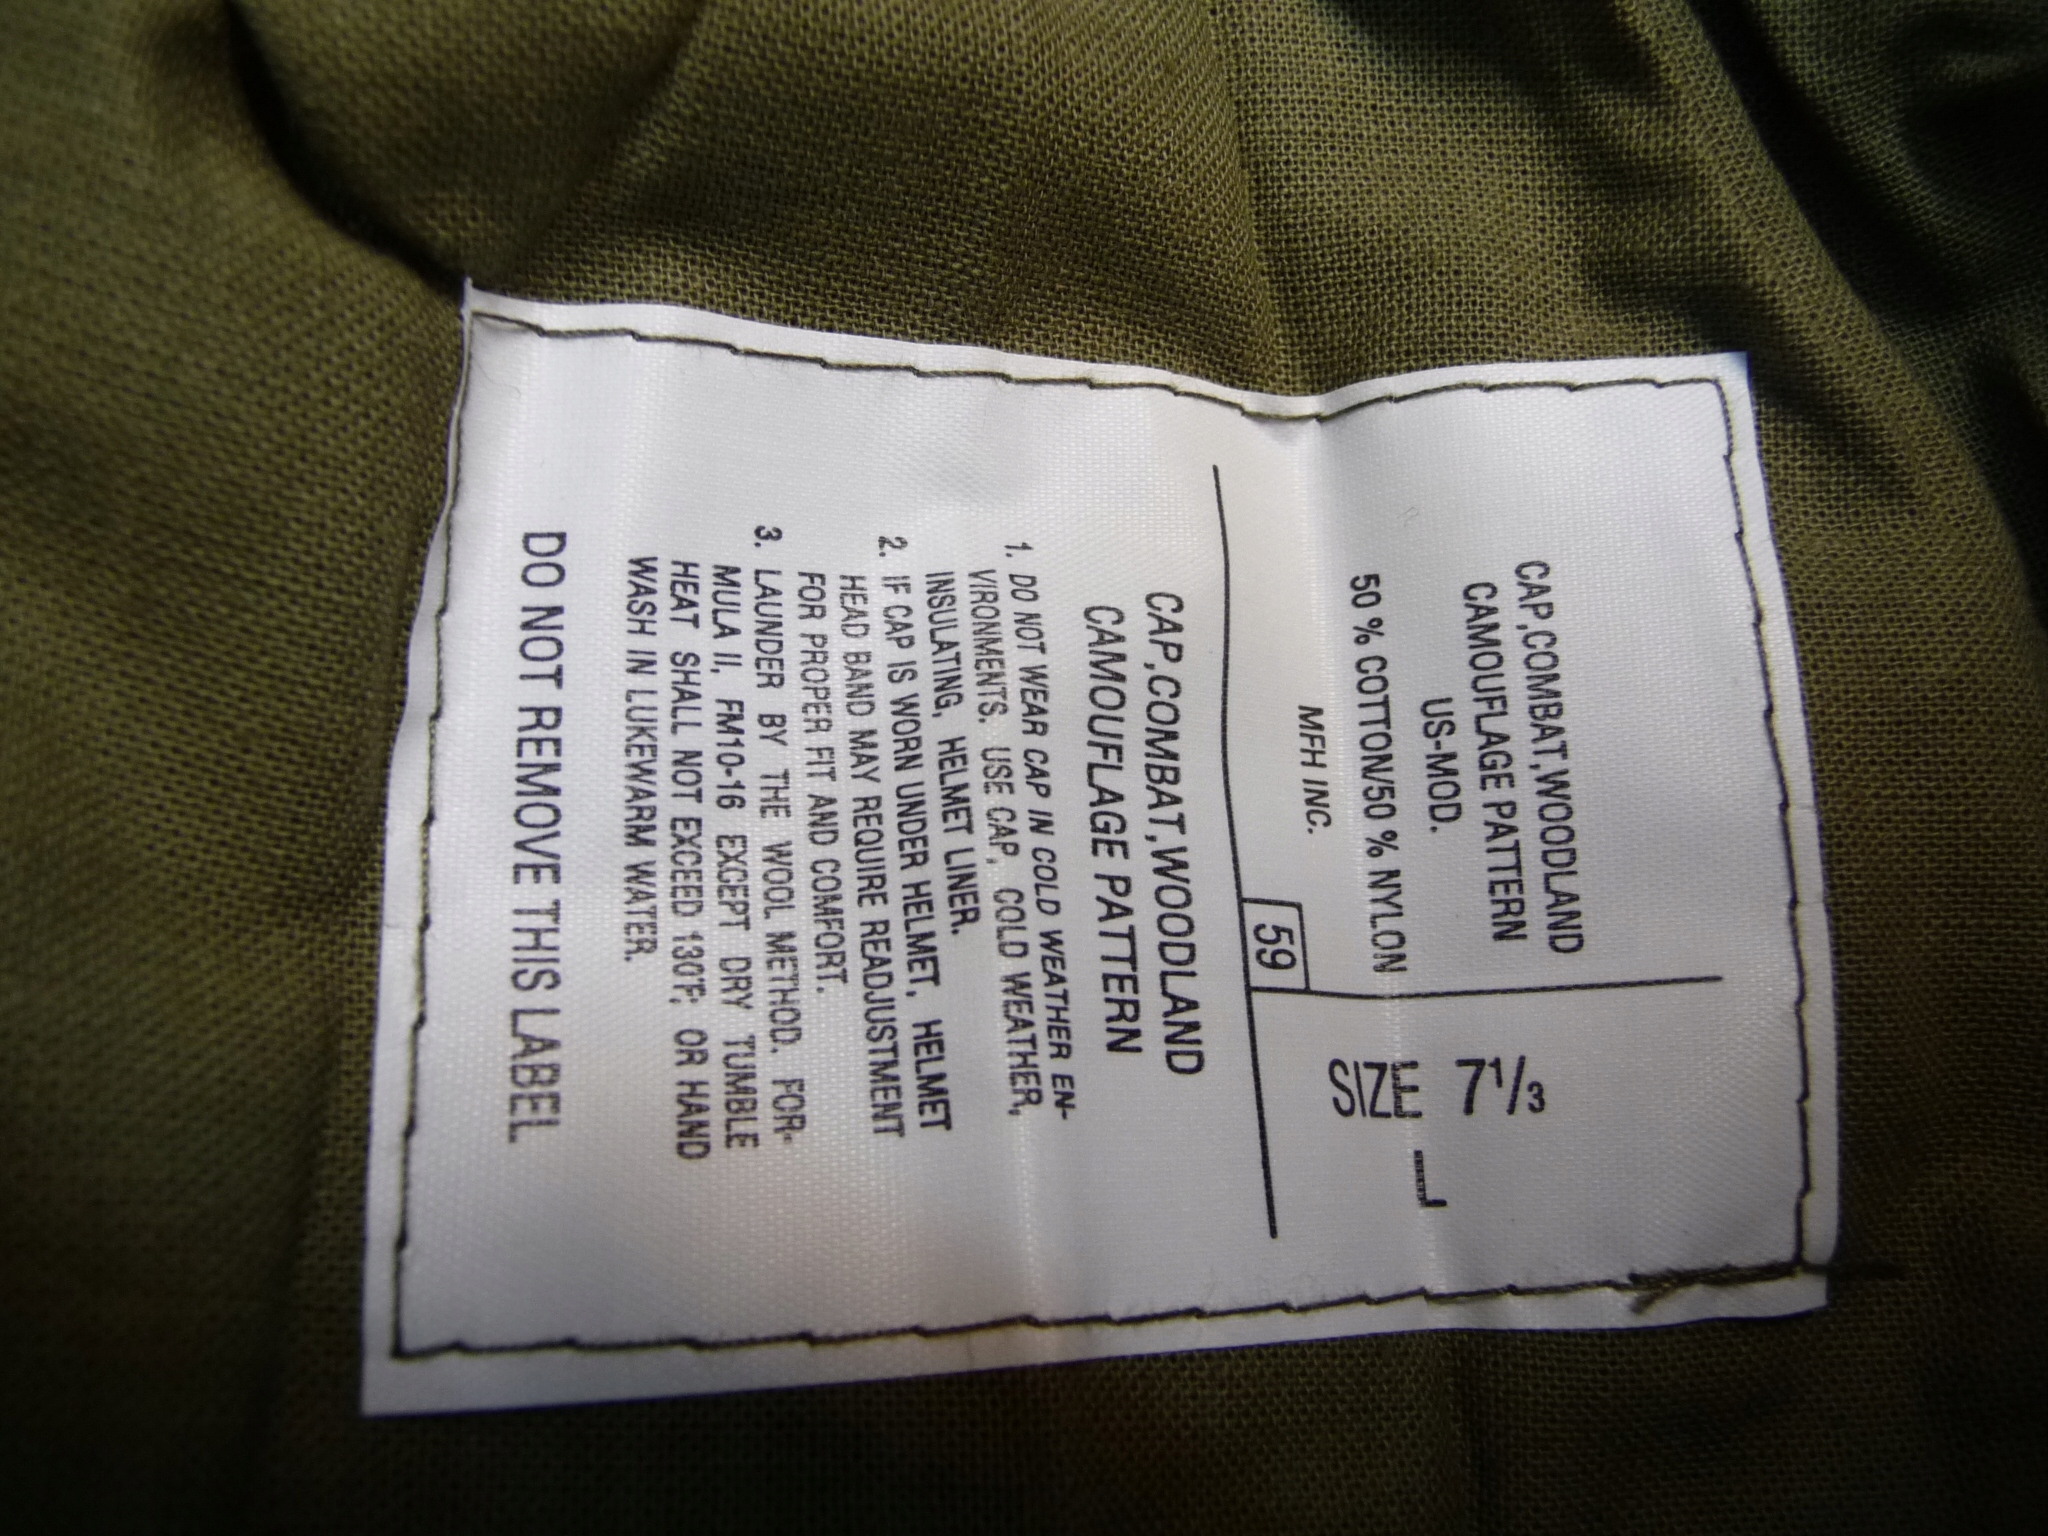 CAP,COMBAT,WOODLAND
CAMOUFLAGE PATTERN
US-MOD.
50 % COTTON/50 % NYLON
MFH INC.
59
7 1/3
SIZE L
CAP,COMBAT,WOODLAND
CAMOUFLAGE PATTERN
1. DO NOT WEAR CAP IN COLD WEATHER EN-
VIRONMENTS. USE CAP, COLD WEATHER,
INSULATING, HELMET LINER.
2. IF CAP IS WORN UNDER HELMET, HELMET
HEAD BAND MAY REQUIRE READJUSTMENT
FOR PROPER FIT AND COMFORT.
3. LAUNDER BY THE WOOL METHOD. FOR-
MULA II, FM10-16 EXCEPT DRY TUMBLE
HEAT SHALL NOT EXCEED 130°F; OR HAND
WASH IN LUKEWARM WATER.
DO NOT REMOVE THIS LABEL